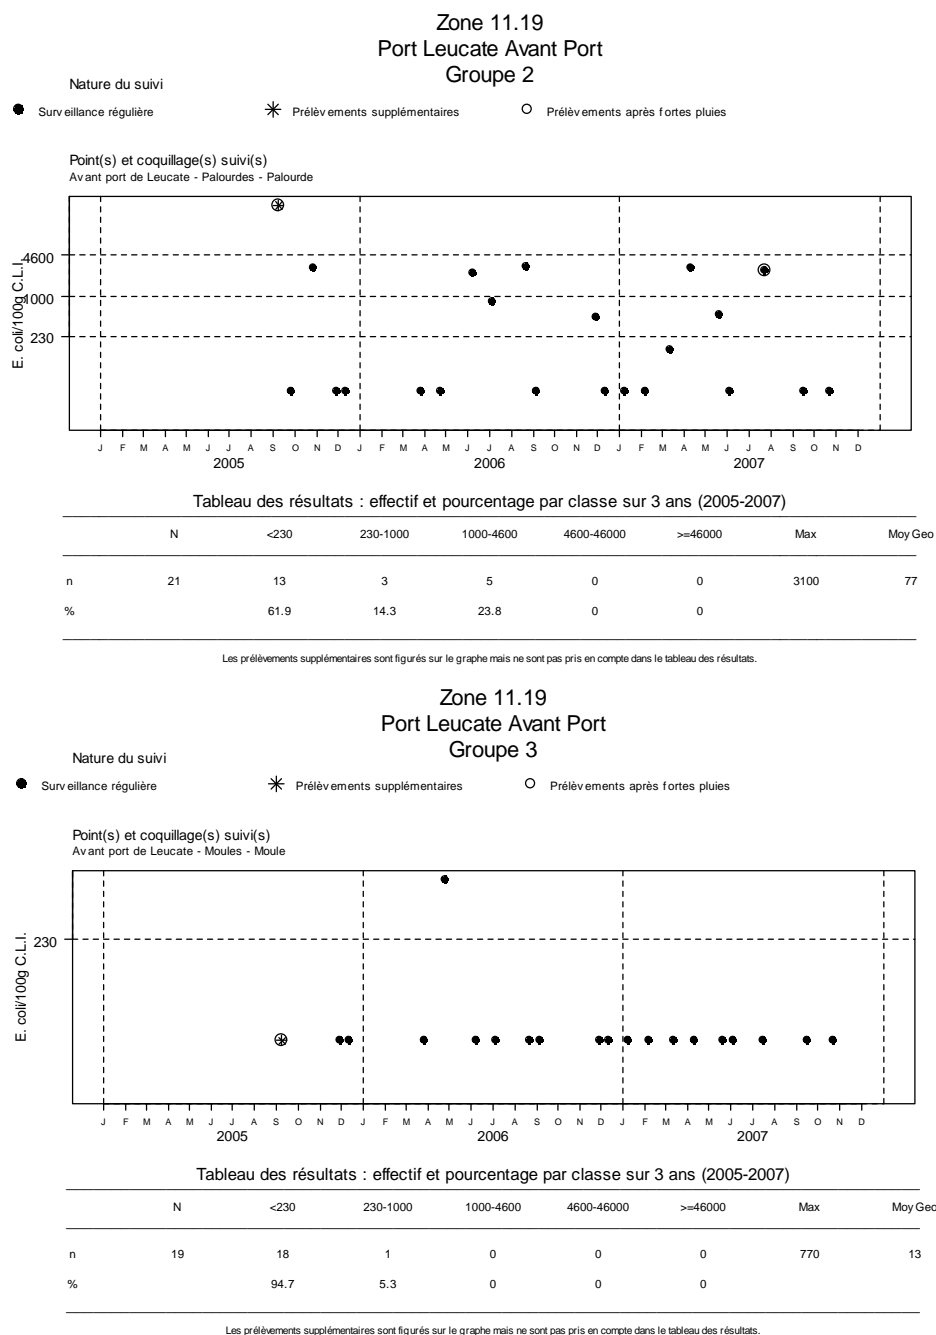 Zone 11.19
Port Leucate Avant Port
Groupe 2
Nature du suivi
Surveillance régulière Prélèvements supplémentaires Prélèvements après fortes pluies
Point(s) et coquillage(s) suivi(s)
Avant port de Leucate - Palourdes - Palourde
E. coli/100g C.L.I.
4600
1000
230
J F M A M J J A S O N D J F M A M J J A S O N D J F M A M J J A S O N D
2005 2006 2007
Tableau des résultats : effectif et pourcentage par classe sur 3 ans (2005-2007)
N <230 230-1000 1000-4600 4600-46000 >=46000 Max Moy Geo
n 21 13 3 5 0 0 3100 77
% 61.9 14.3 23.8 0 0
Les prélèvements supplémentaires sont figurés sur le graphe mais ne sont pas pris en compte dans le tableau des résultats.
Zone 11.19
Port Leucate Avant Port
Groupe 3
Nature du suivi
Surveillance régulière Prélèvements supplémentaires Prélèvements après fortes pluies
Point(s) et coquillage(s) suivi(s)
Avant port de Leucate - Moules - Moule
E. coli/100g C.L.I.
230
J F M A M J J A S O N D J F M A M J J A S O N D J F M A M J J A S O N D
2005 2006 2007
Tableau des résultats : effectif et pourcentage par classe sur 3 ans (2005-2007)
N <230 230-1000 1000-4600 4600-46000 >=46000 Max Moy Geo
n 19 18 1 0 0 0 770 13
% 94.7 5.3 0 0 0
Les prélèvements supplémentaires sont figurés sur le graphe mais ne sont pas pris en compte dans le tableau des résultats.